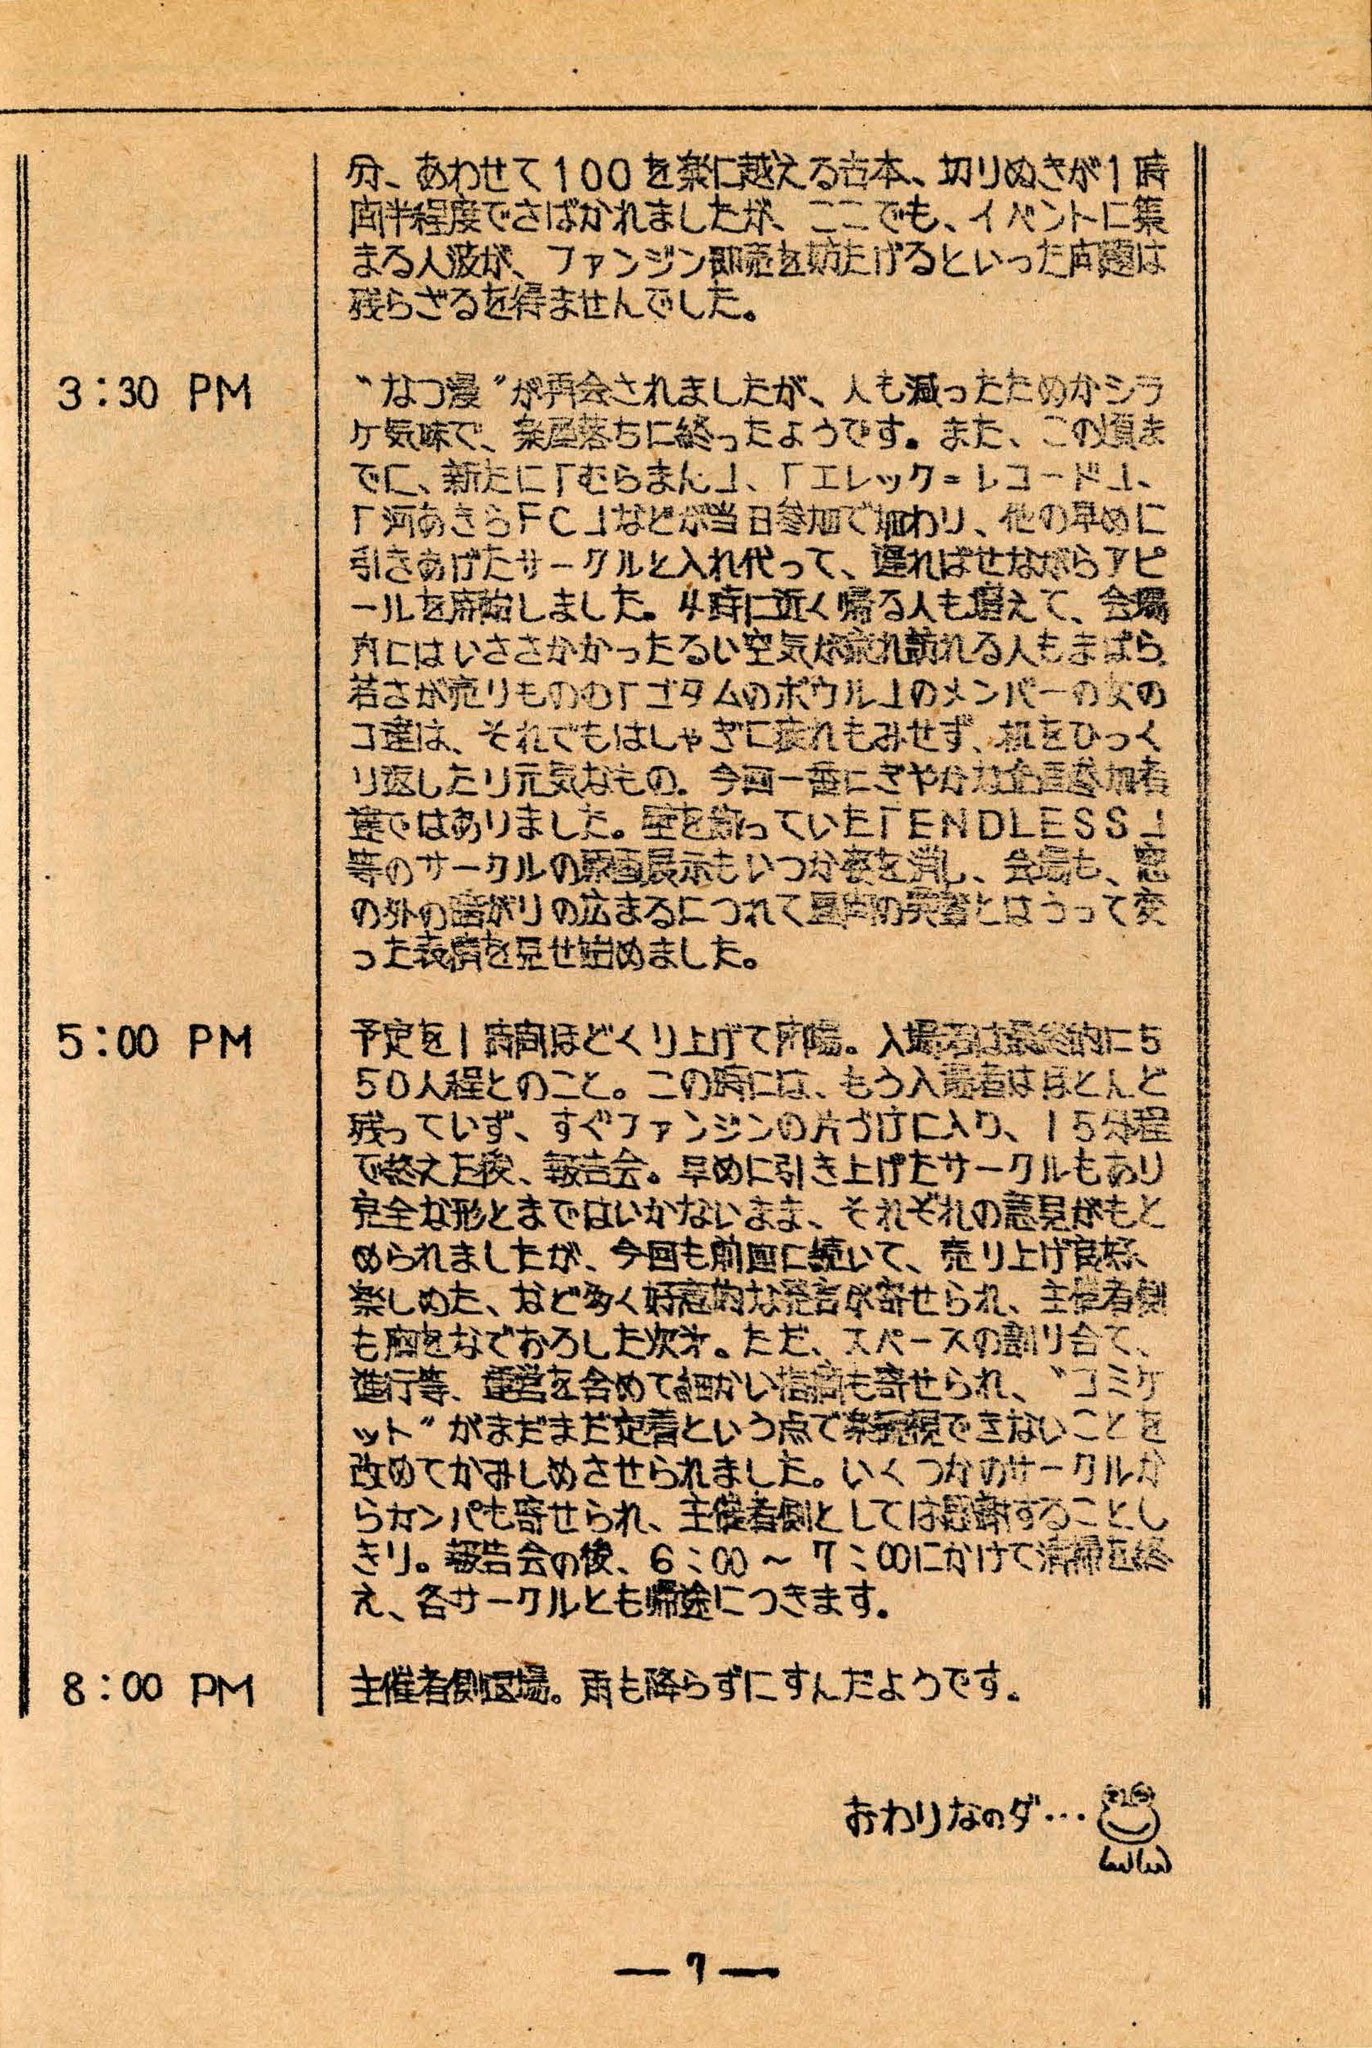 分、あわせて100を楽に越える古本、切りぬきが1時
間半程度でさばかれましたが、ここでも、イベントに集
まる人波が、ファンジン即売を妨たげるといった問題は
残らざるを得ませんでした。
3:30 PM
“なつ漫”が再会されましたが、人も減ったためかシラ
ケ気味で、楽屋落ちに終ったようです。また、この頃ま
でに、新たに「むらまん」、「エレック=レコード」、
「河あきらFC」などが当日参加で加わり、他の早めに
引きあげたサークルと入れ代って、遅ればせながらアピ
ールを開始しました。4時に近く帰る人も増えて、会場
内にはいささかかったるい空気が流れ訪れる人もまばら
若さが売りものの「ゴタムのボウル」のメンバーの女の
コ達は、それでもはしゃぎに疲れもみせず、机をひっく
り返したり元気なもの。今回一番にぎやかな企画参加者
達ではありました。壁を飾っていた「ENDLESS」
等のサークルの原画展示もいつか姿を消し、会場も、窓
の外の陰がりの広まるにつれて昼間の異常とはうって変
った表情を見せ始めました。
5:00 PM
予定を1時間ほどくり上げて閉場。入場者は最終的に5
50人程とのこと。この時には、もう入場者はほとんど
残っていず、すぐファンジンの片づけに入り、15分程
で終えた後、報告会。早めに引き上げたサークルもあり
完全な形とまではいかないまま、それぞれの意見がもと
められましたが、今回も前回に続いて、売り上げ良好、
楽しめた、など多く好意的な発言が寄せられ、主催者側
も胸をなでおろした次才。ただ、スペースの割り合て、
進行等、運営を含めて細かい指摘も寄せられ、“コミケ
ット”がまだまだ定着という点で楽観視できないことを
改めてかみしめさせられました。いくつかのサークルか
らカンパも寄せられ、主催者側としては感謝することし
きり。報告会の後、6:00～7:00にかけて清掃を終
え、各サークルとも帰途につきます。
8:00 PM
主催者側退場。雨も降らずにすんだようです。
おわりなのダ…
— 7 —